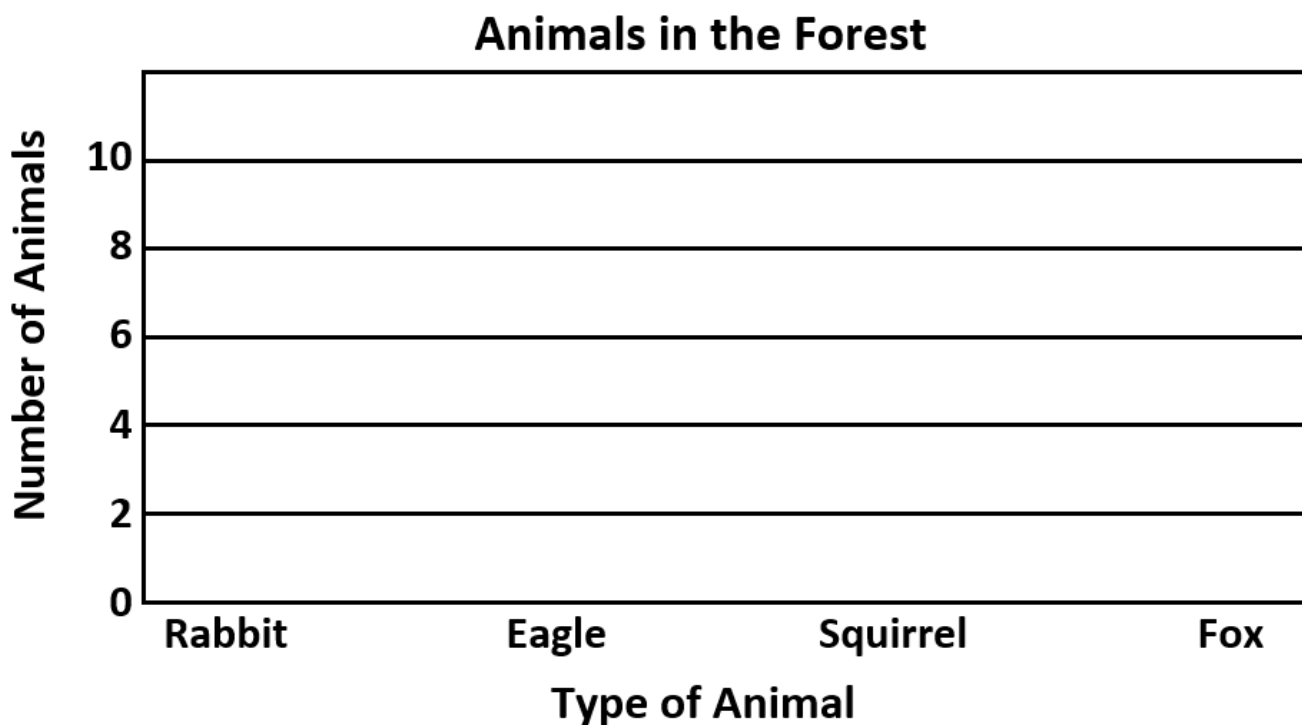 Animals in the Forest
Number of Animals
10
8
6
4
2
0
Rabbit Eagle Squirrel Fox
Type of Animal